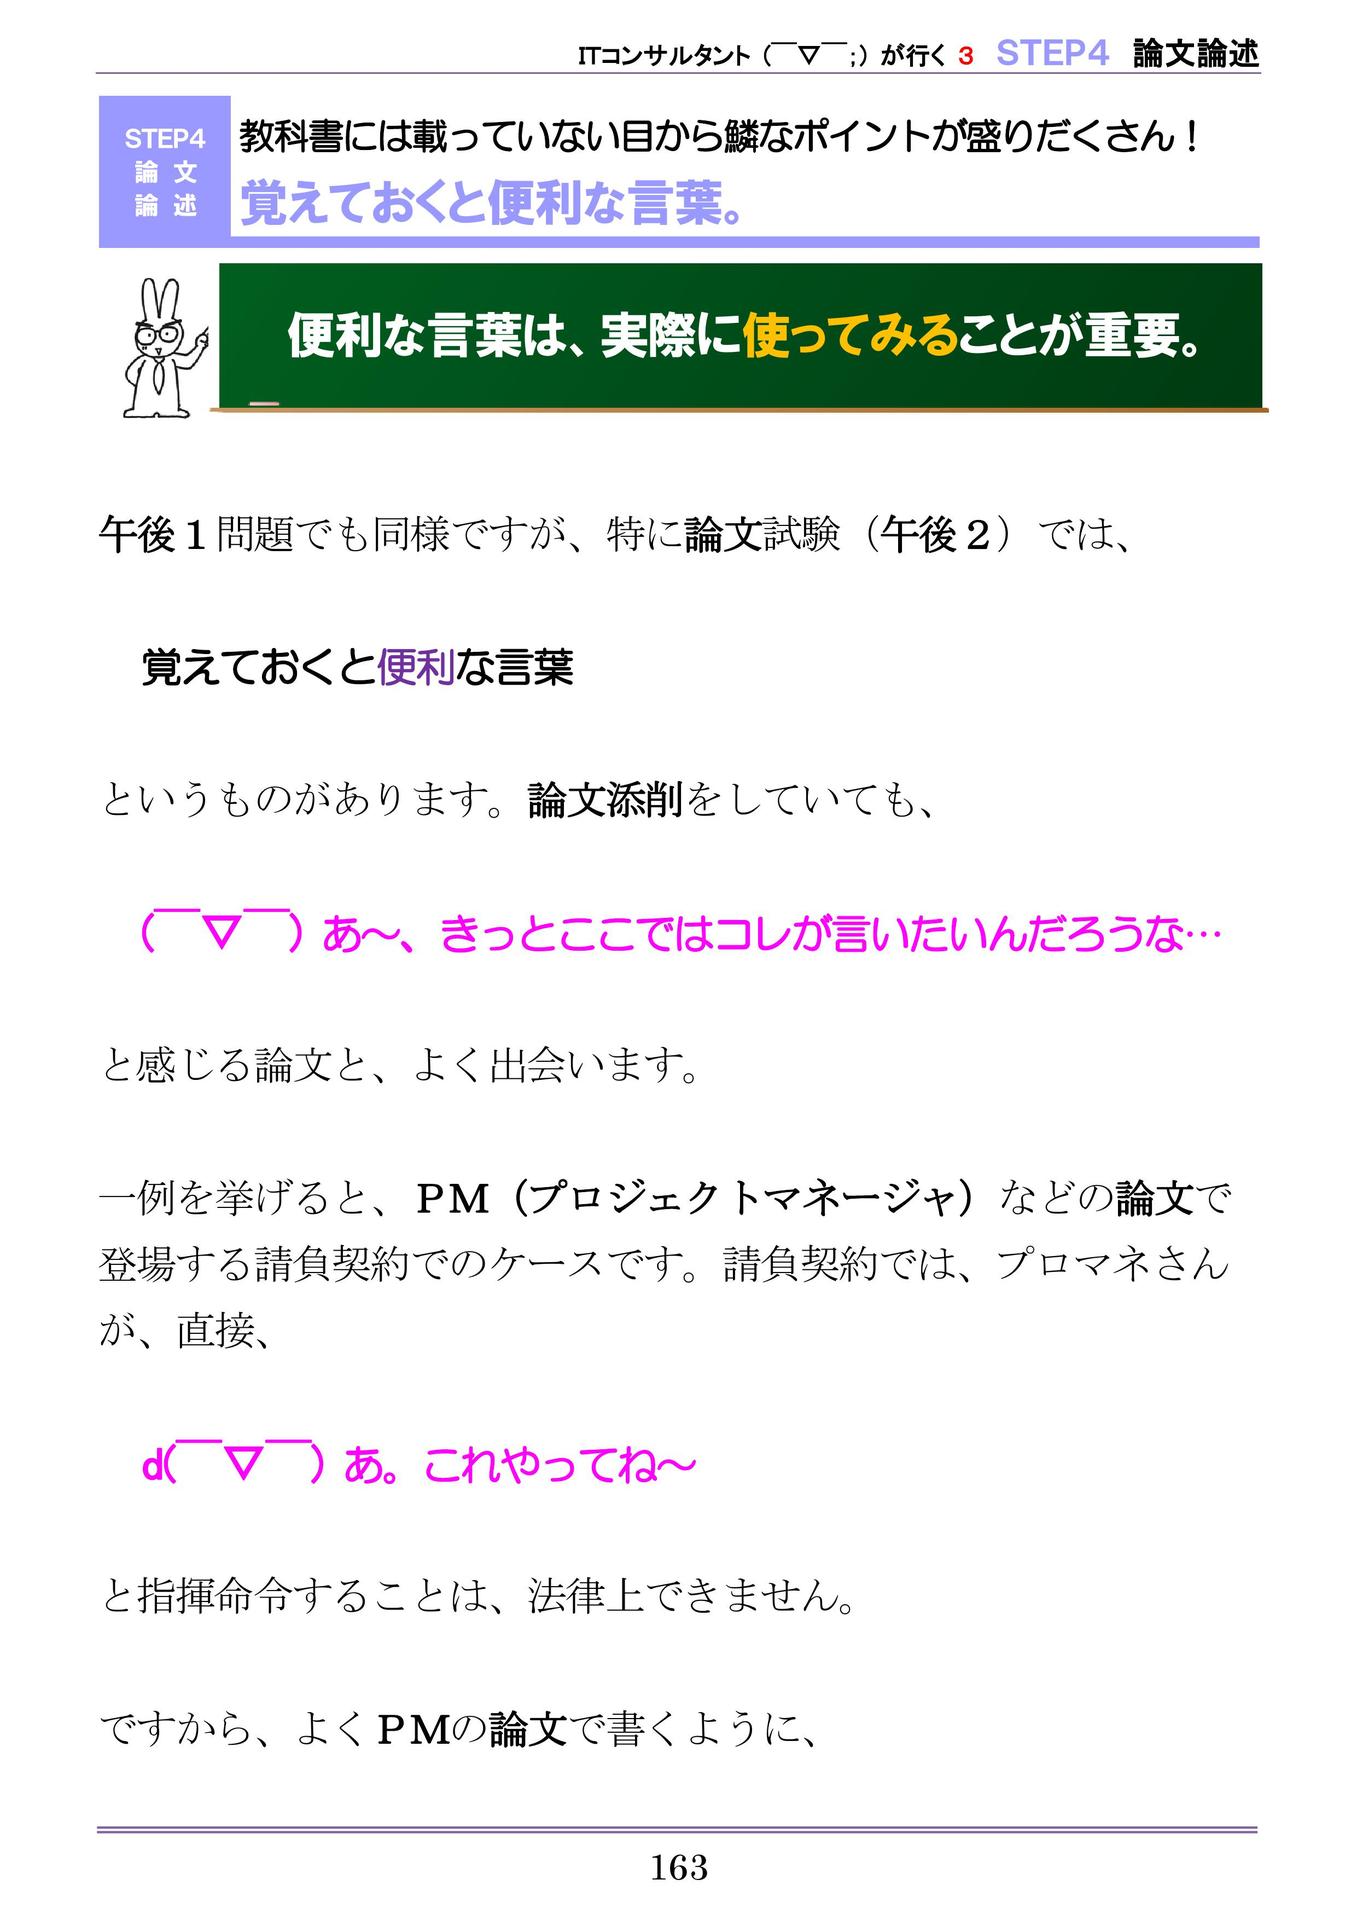 ITコンサルタント（￣▽￣；）が行く 3 STEP4 論文論述
STEP4
論 文
論 述
教科書には載っていない目から鱗なポイントが盛りだくさん！
覚えておくと便利な言葉。
便利な言葉は、実際に使ってみることが重要。
午後１問題でも同様ですが、特に論文試験（午後２）では、
覚えておくと便利な言葉
というものがあります。論文添削をしていても、
（￣▽￣）あ～、きっとここではコレが言いたいんだろうな…
と感じる論文と、よく出会います。
一例を挙げると、ＰＭ（プロジェクトマネージャ）などの論文で
登場する請負契約でのケースです。請負契約では、プロマネさん
が、直接、
d（￣▽￣）あ。これやってね～
と指揮命令することは、法律上できません。
ですから、よくＰＭの論文で書くように、
163